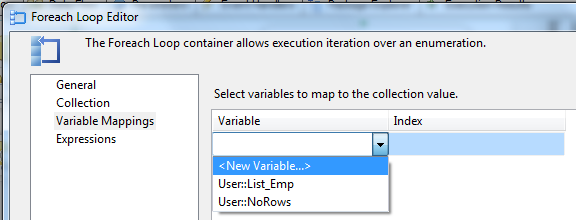 Foreach Loop Editor
The Foreach Loop container allows execution iteration over an enumeration.
General
Collection
Variable Mappings
Expressions
Select variables to map to the collection value.
Variable Index
<New Variable...>
User::List_Emp
User::NoRows